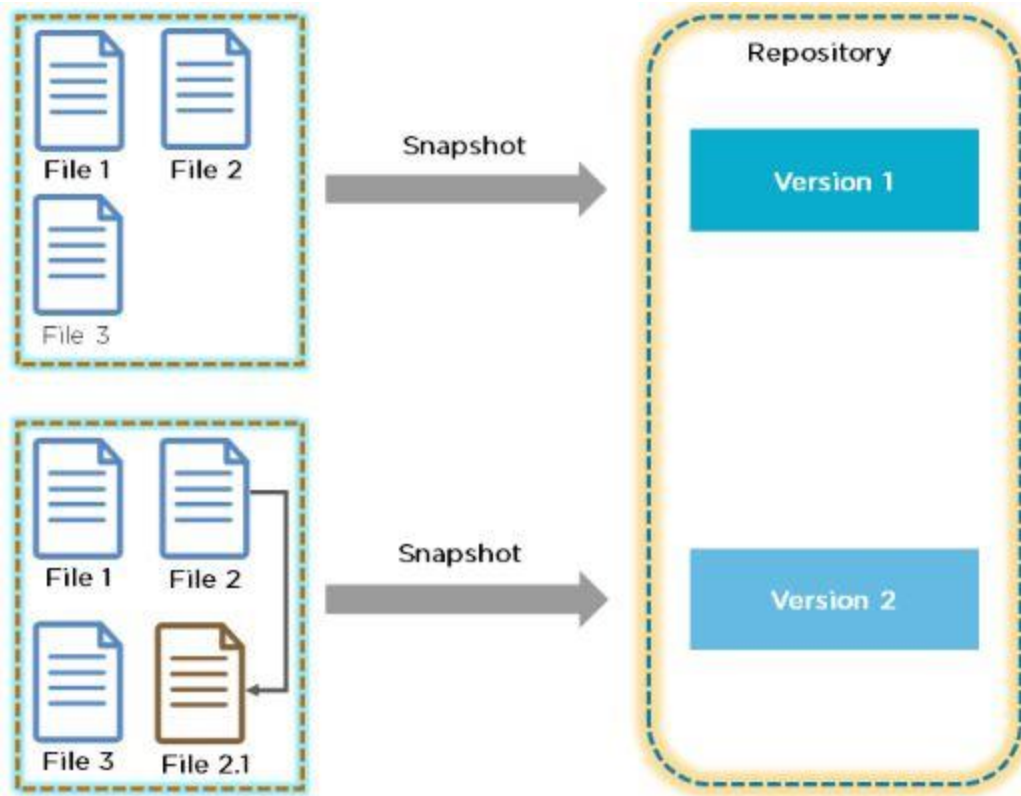 File 1
File 2
File 3
Snapshot
Repository
Version 1
File 1
File 2
File 3
File 2.1
Snapshot
Version 2